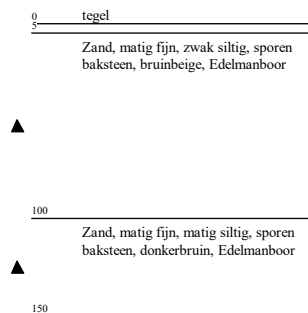 0
tegel
5
Zand, matig fijn, zwak siltig, sporen
baksteen, bruinbeige, Edelmanboor
100
Zand, matig fijn, matig siltig, sporen
baksteen, donkerbruin, Edelmanboor
150